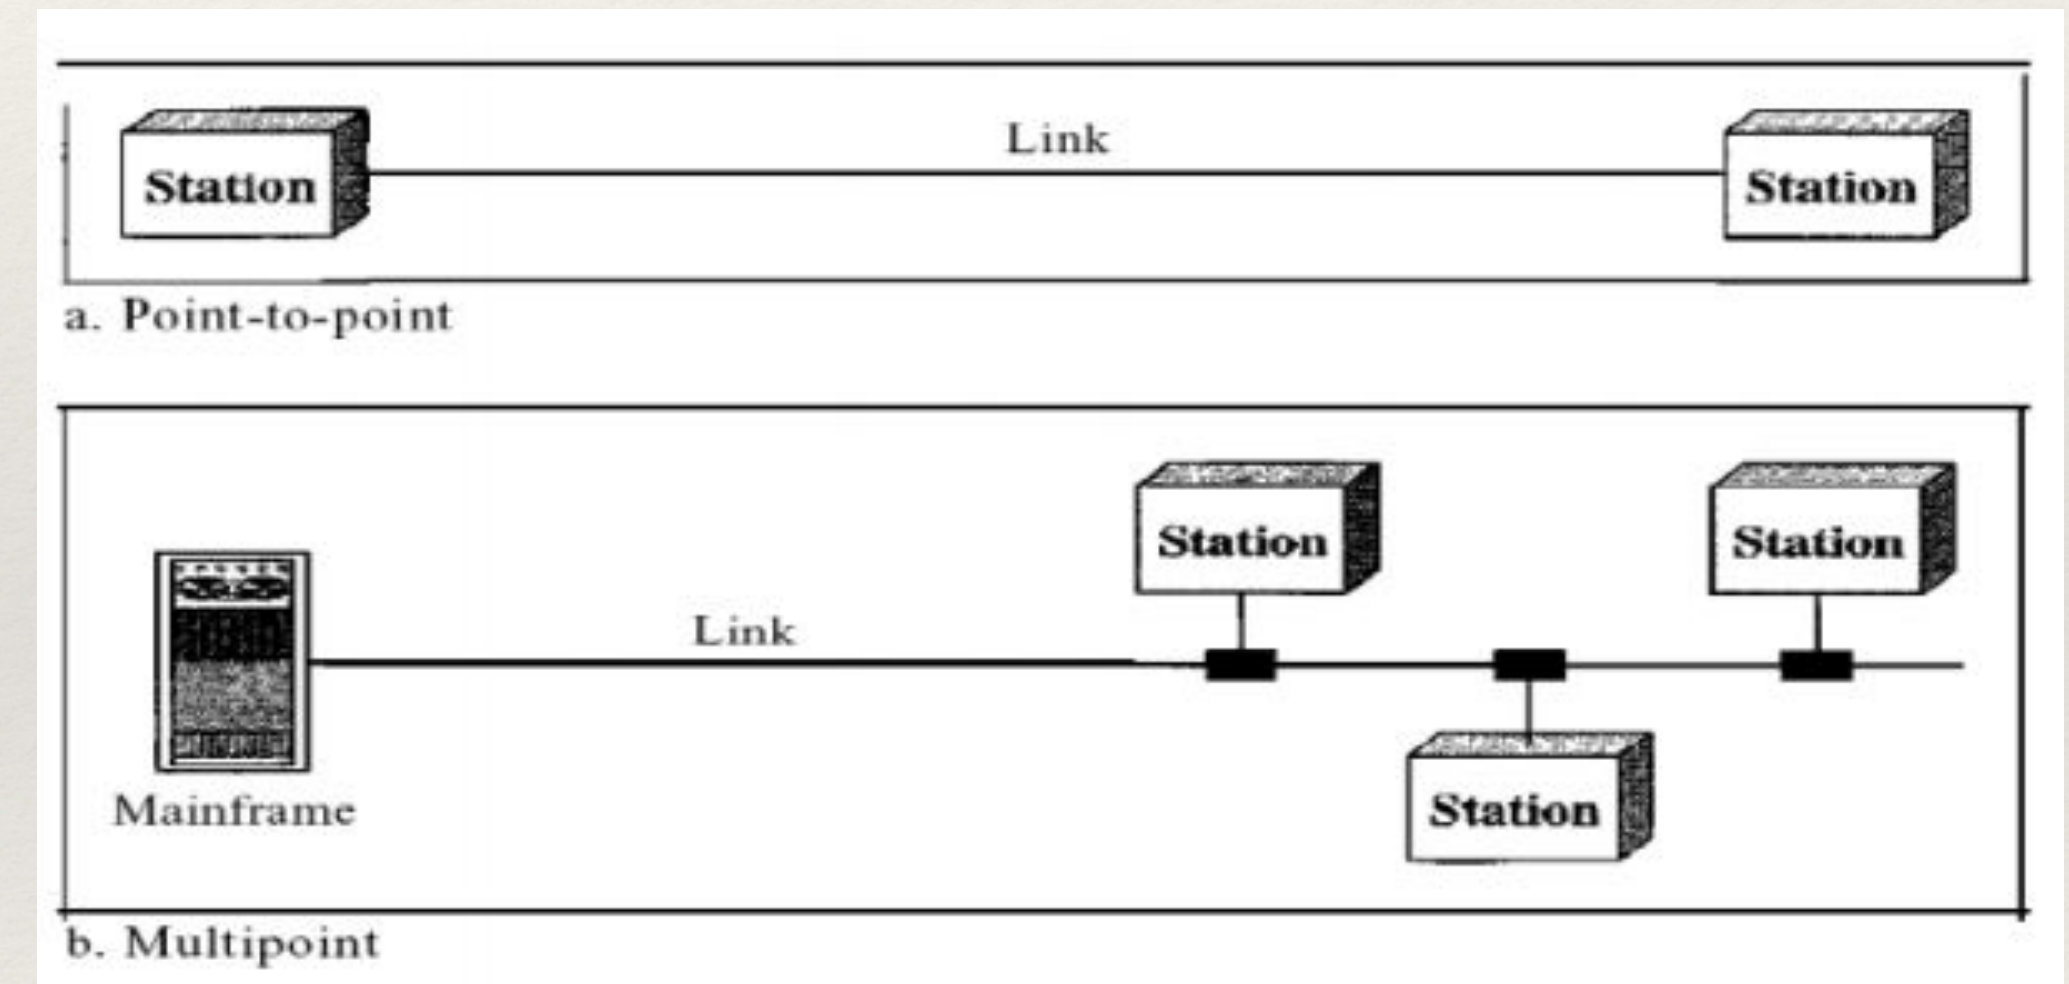 Link
Station
Station
a. Point-to-point
Station
Station
Link
Station
Mainframe
b. Multipoint